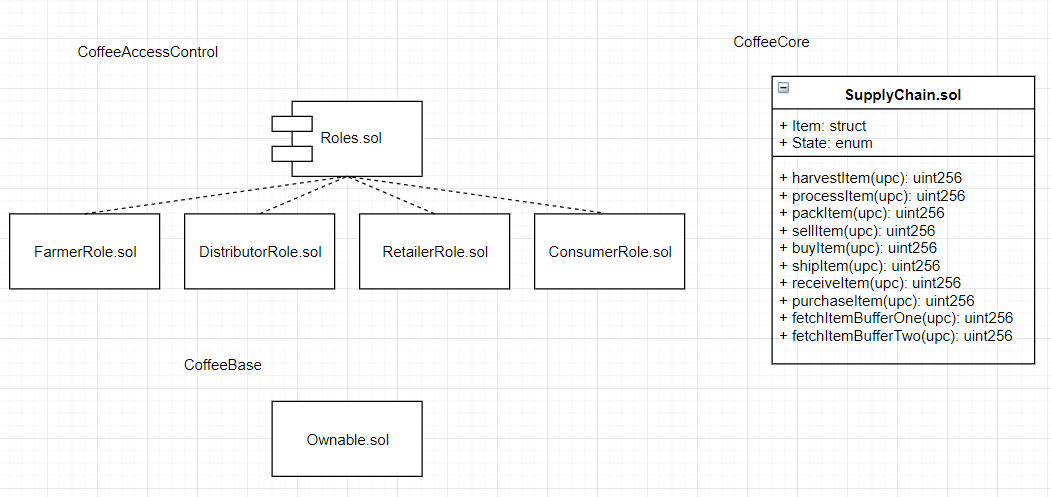 CoffeeAccessControl
CoffeeCore
Roles.sol
FarmerRole.sol
DistributorRole.sol
RetailerRole.sol
ConsumerRole.sol
CoffeeBase
Ownable.sol
SupplyChain.sol
+ Item: struct
+ State: enum
+ harvestItem(upc): uint256
+ processItem(upc): uint256
+ packItem(upc): uint256
+ sellItem(upc): uint256
+ buyItem(upc): uint256
+ shipItem(upc): uint256
+ receiveItem(upc): uint256
+ purchaseItem(upc): uint256
+ fetchItemBufferOne(upc): uint256
+ fetchItemBufferTwo(upc): uint256